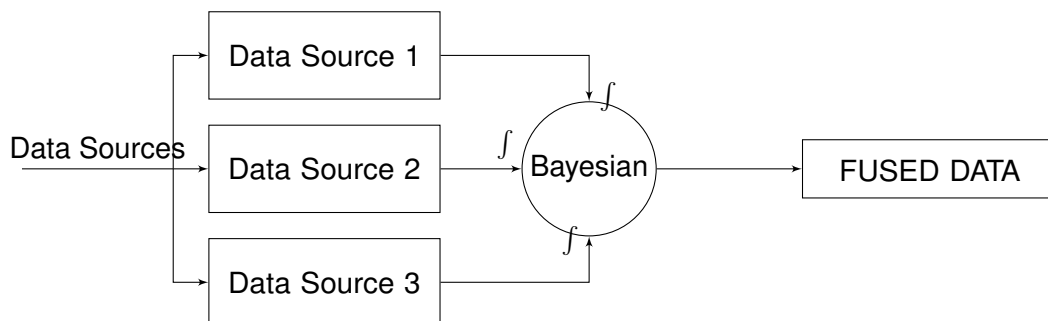 Data Source 1
∫
Data Sources
Data Source 2
∫
Bayesian
FUSED DATA
∫
Data Source 3